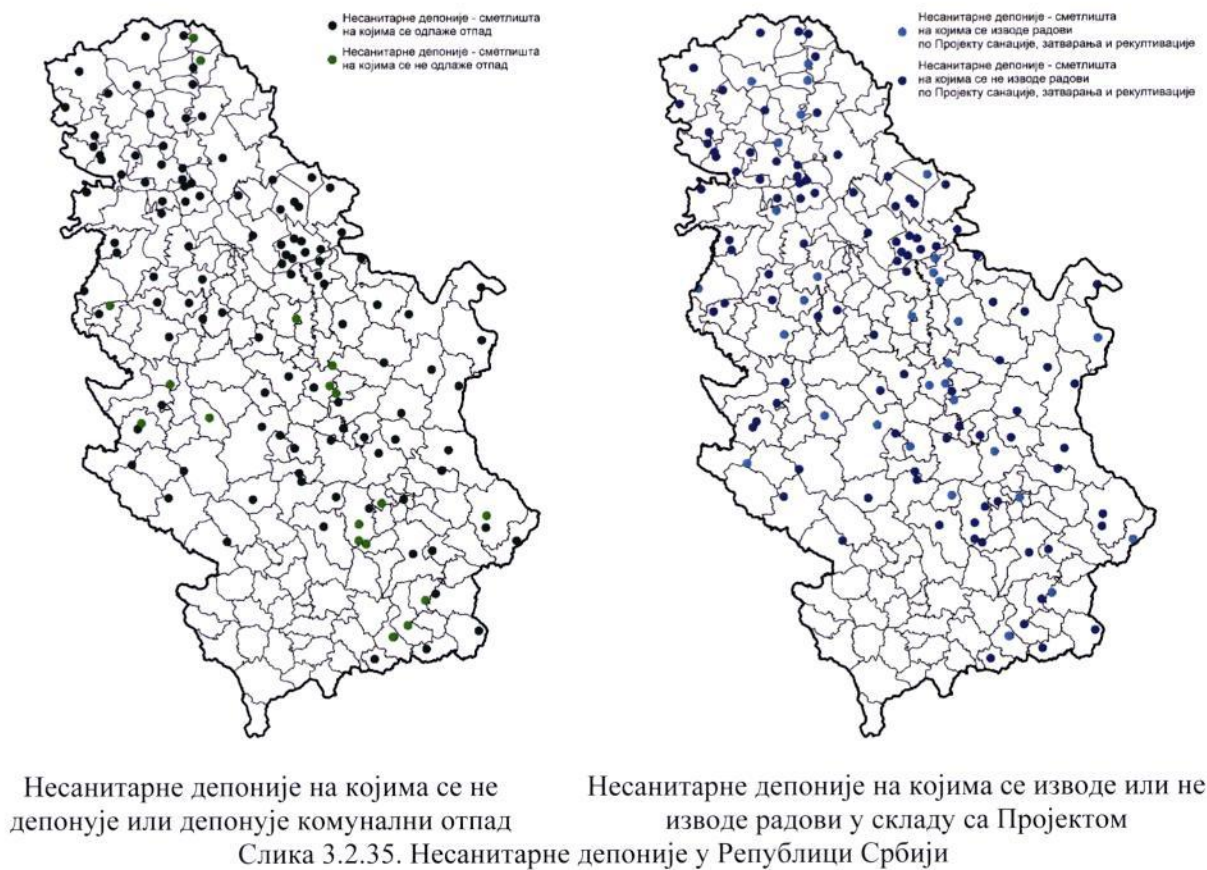 Несанитарне депоније - сметлишта
на којима се одлаже отпад
Несанитарне депоније - сметлишта
на којима се не одлаже отпад
Несанитарне депоније - сметлишта
на којима се изводе радови
по Пројекту санације, затварања и рекултивације
Несанитарне депоније - сметлишта
на којима се не изводе радови
по Пројекту санације, затварања и рекултивације
Несанитарне депоније на којима се не
депонује или депонује комунални отпад
Несанитарне депоније на којима се изводе или не
изводе радови у складу са Пројектом
Слика 3.2.35. Несанитарне депоније у Републици Србији